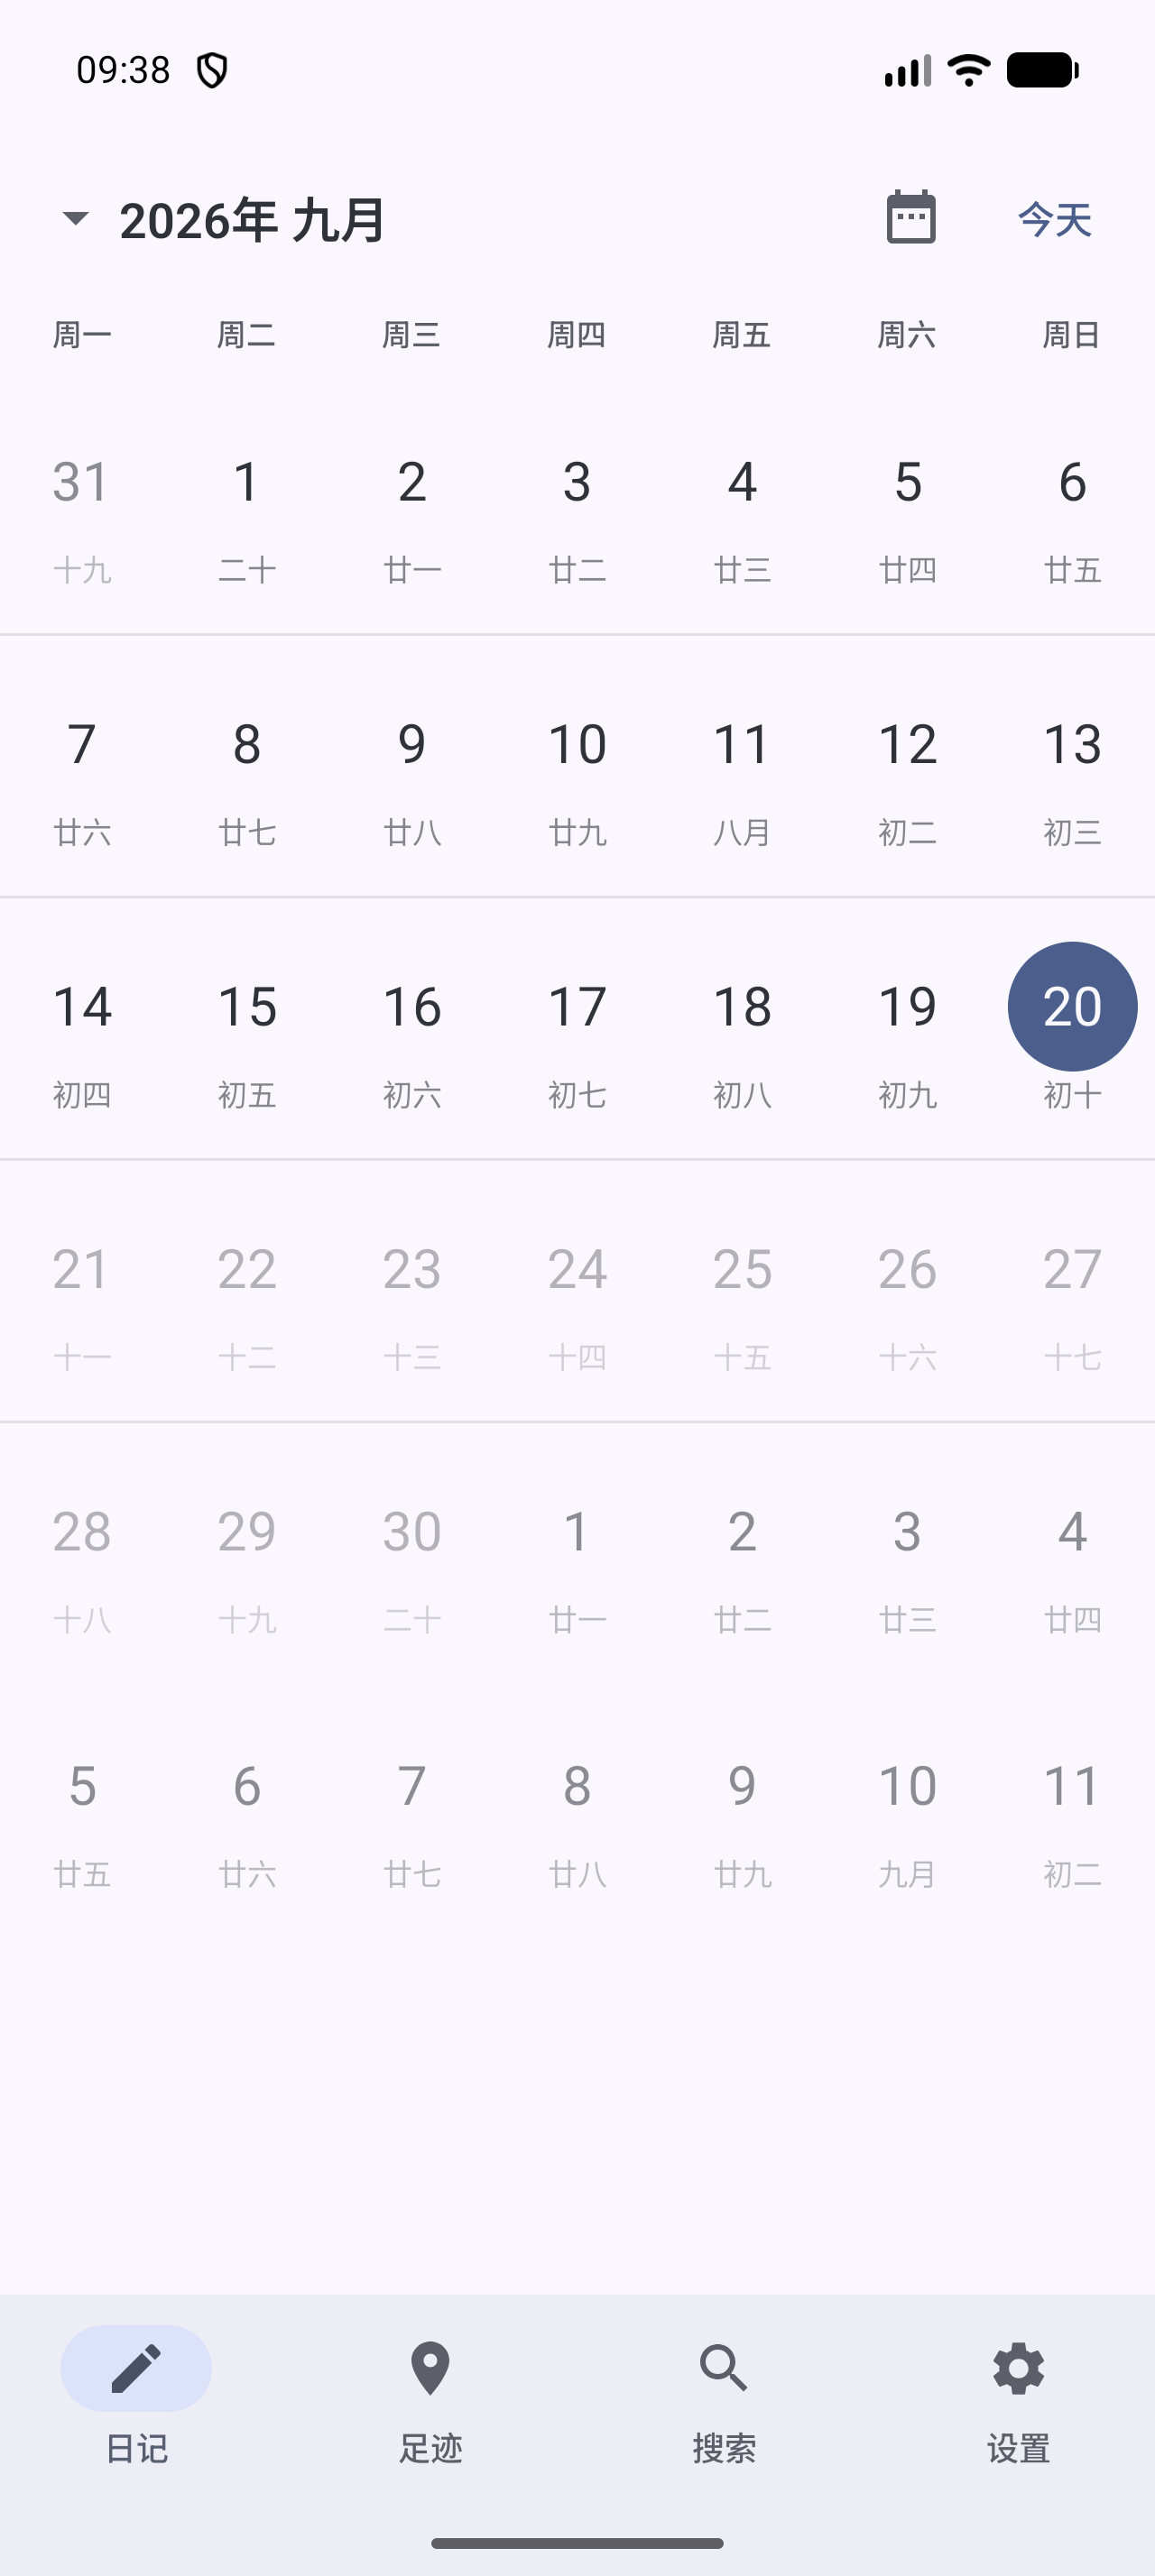 09:38
2026年 九月 今天
周一 周二 周三 周四 周五 周六 周日
31 1 2 3 4 5 6
十九 二十 廿一 廿二 廿三 廿四 廿五
7 8 9 10 11 12 13
廿六 廿七 廿八 廿九 八月 初二 初三
14 15 16 17 18 19 20
初四 初五 初六 初七 初八 初九 初十
21 22 23 24 25 26 27
十一 十二 十三 十四 十五 十六 十七
28 29 30 1 2 3 4
十八 十九 二十 廿一 廿二 廿三 廿四
5 6 7 8 9 10 11
廿五 廿六 廿七 廿八 廿九 九月 初二
日记 足迹 搜索 设置